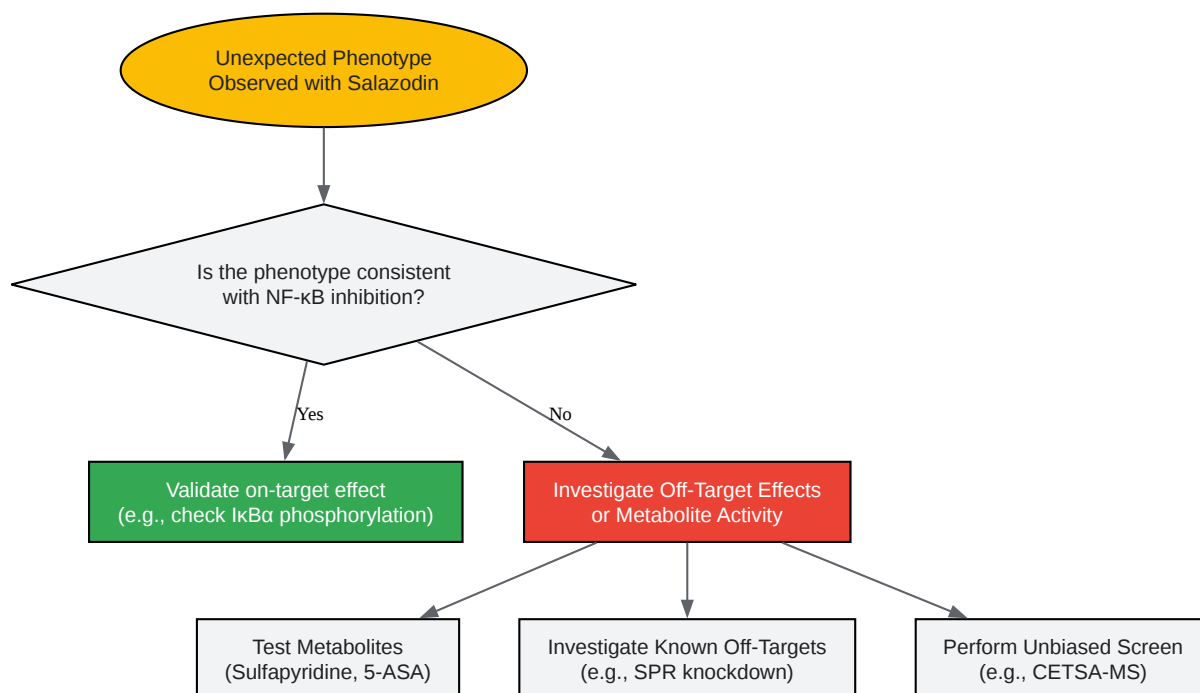 Unexpected Phenotype
Observed with Salazodin
Is the phenotype consistent
with NF-κB inhibition?
Yes
No
Validate on-target effect
(e.g., check IκBα phosphorylation)
Investigate Off-Target Effects
or Metabolite Activity
Test Metabolites
(Sulfapyridine, 5-ASA)
Investigate Known Off-Targets
(e.g., SPR knockdown)
Perform Unbiased Screen
(e.g., CETSA-MS)